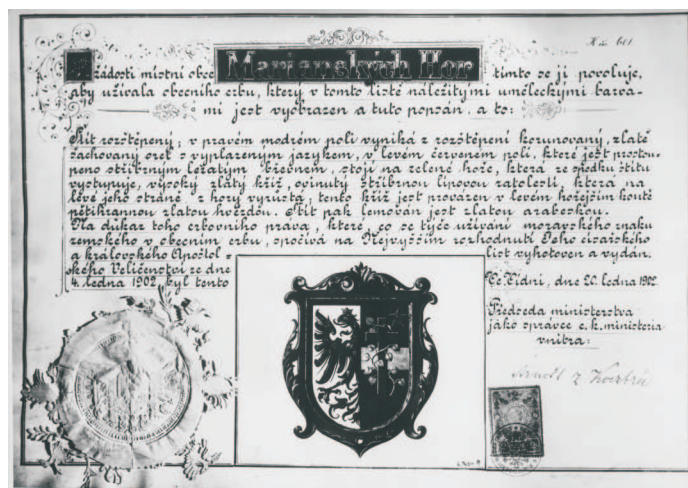 K čís. 601
K žádosti místní obce Marianských Hor tímto se jí povoluje,
aby užívala obecního erbu, který v tomto listě náležitými uměleckými barva-
mi jest vyobrazen a tuto popsán, a to:
Štít rozštěpený; v pravém modrém poli vyniká z rozštěpení korunovaný, zlatě
šachovaný orel s vyplazeným jazykem, v levém červeném poli, které jest prostou-
peno stříbrným ležatým břevnem, stojí na zelené hoře, která ze spodku štítu
vystupuje, vysoký zlatý kříž, ovinutý stříbrnou lipovou ratolestí, která na
levé jeho straně z hory vyrůstá; tento kříž jest provázen v levém hořejším koutě
pětihrannou zlatou hvězdou. Štít pak lemován jest zlatou arabeskou.
Na důkaz toho erbovního práva, které, co se týče užívání moravského znaku
zemského v obecním erbu, spočívá na Nejvyšším rozhodnutí Jeho císařského
a královského Apoštol-
ského Veličenství ze dne
4. ledna 1902, byl tento
list vyhotoven a vydán.
Ve Vídni, dne 20. ledna 1902.
Předseda ministerstva
jako správce c. k. ministeria
vnitra: